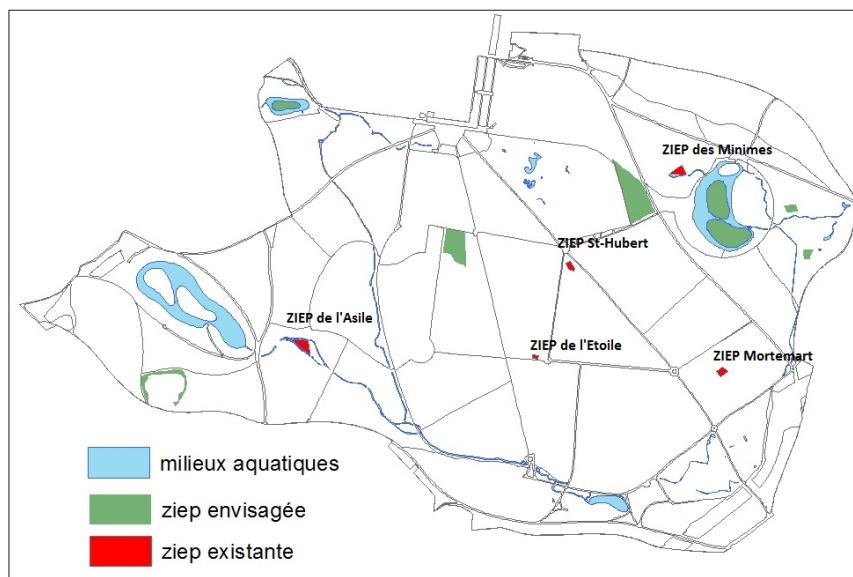 ZIEP des Minimes
ZIEP St-Hubert
ZIEP de l'Asile
ZIEP de l'Etoile
ZIEP Mortemart
milieux aquatiques
ziep envisagée
ziep existante